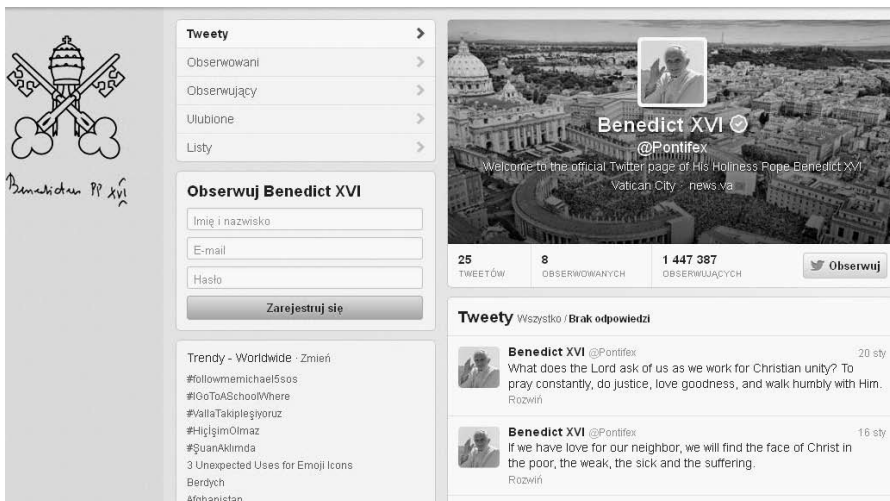 Benedictus PP XVI
Tweety
Obserwowani
Obserwujący
Ulubione
Listy
Obserwuj Benedict XVI
Imię i nazwisko
E-mail
Hasło
Zarejestruj się
Trendy - Worldwide · Zmień
#followmemichael5sos
#IGoToASchoolWhere
#VallaTakipleşiyoruz
#HiçİşimOlmaz
#ŞuanAklımda
3 Unexpected Uses for Emoji Icons
Berdych
Afghanistan
Benedict XVI
@Pontifex
Welcome to the official Twitter page of His Holiness Pope Benedict XVI
Vatican City news.va
25 TWEETÓW
8 OBSERWOWANYCH
1 447 387 OBSERWUJĄCYCH
Obserwuj
Tweety Wszystko / Brak odpowiedzi
Benedict XVI @Pontifex 20 sty
What does the Lord ask of us as we work for Christian unity? To
pray constantly, do justice, love goodness, and walk humbly with Him.
Rozwiń
Benedict XVI @Pontifex 16 sty
If we have love for our neighbor, we will find the face of Christ in
the poor, the weak, the sick and the suffering.
Rozwiń